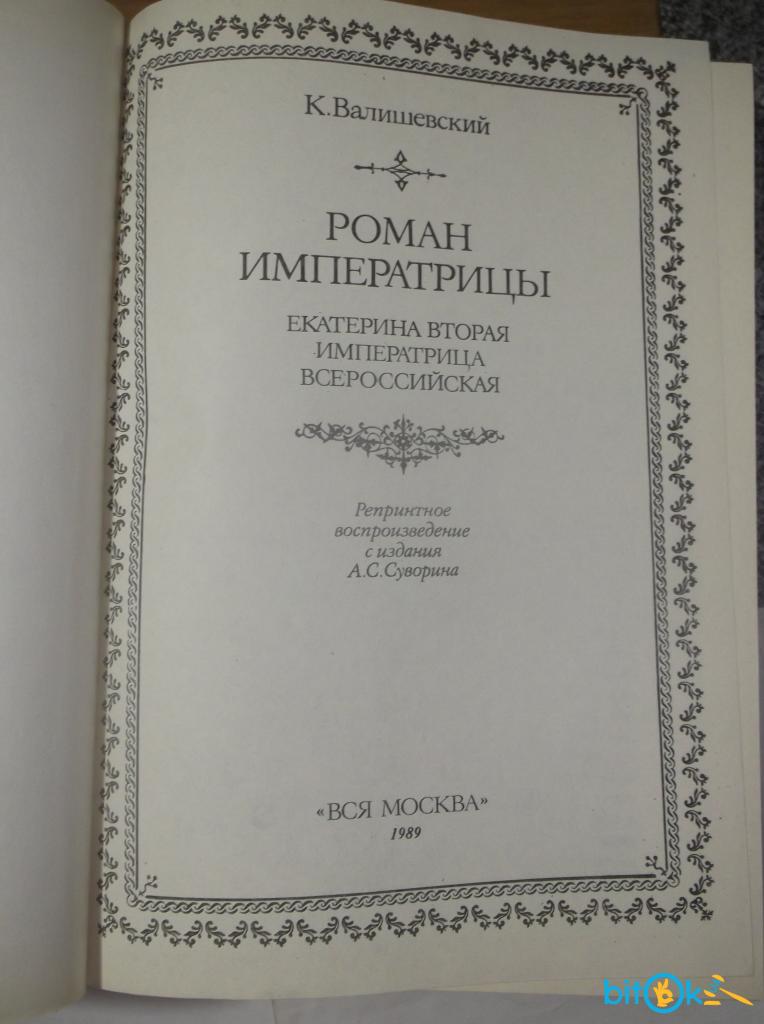 К.Валишевский
РОМАН
ИМПЕРАТРИЦЫ
ЕКАТЕРИНА ВТОРАЯ
ИМПЕРАТРИЦА
ВСЕРОССИЙСКАЯ
Репринтное
воспроизведение
с издания
А.С.Суворина
«ВСЯ МОСКВА»
1989
bitOk